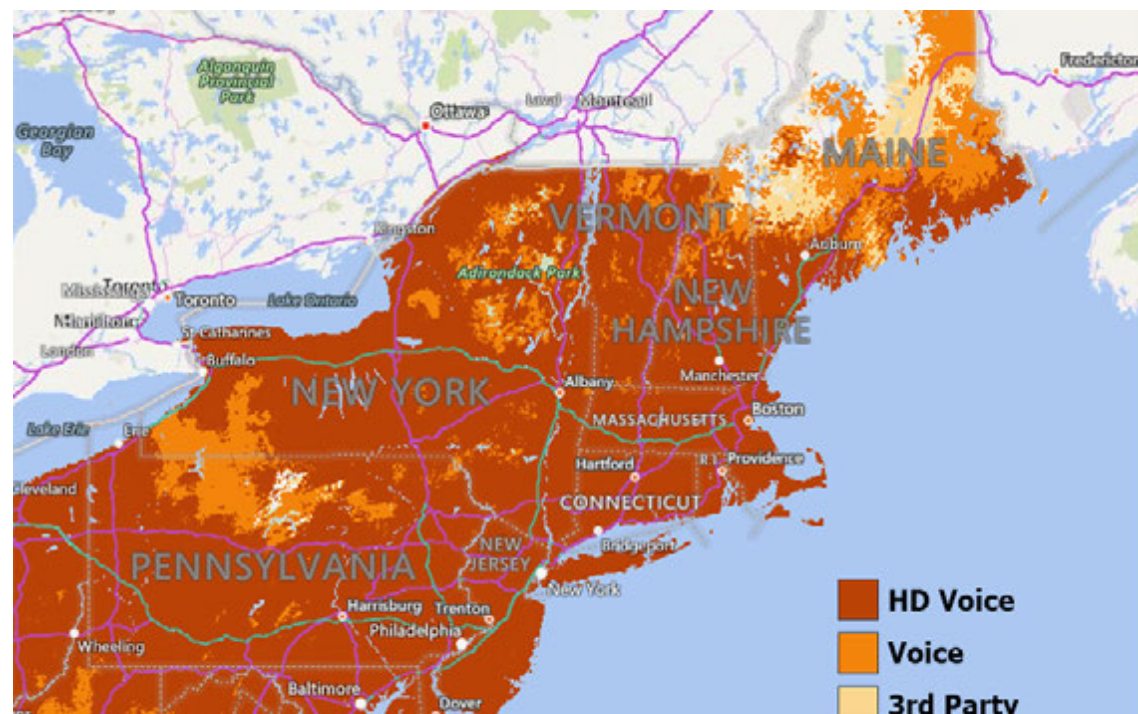 Algonquin
Provincial
Park
Fredericton
Ottawa
Laval
Montreal
Georgian
Bay
MAINE
VERMONT
Kingston
Auburn
Adirondack Park
NEW
HAMPSHIRE
Toronto
Lake Ontario
Hamilton
St Catharines
London
Buffalo
Manchester
NEW YORK
Albany
Boston
MASSACHUSETTS
Lake Erie
Erie
Hartford
R.I.
Providence
Cleveland
CONNECTICUT
Bridgeport
NEW
JERSEY
PENNSYLVANIA
New York
Harrisburg
Trenton
Philadelphia
Wheeling
Baltimore
Dover
HD Voice
Voice
3rd Party